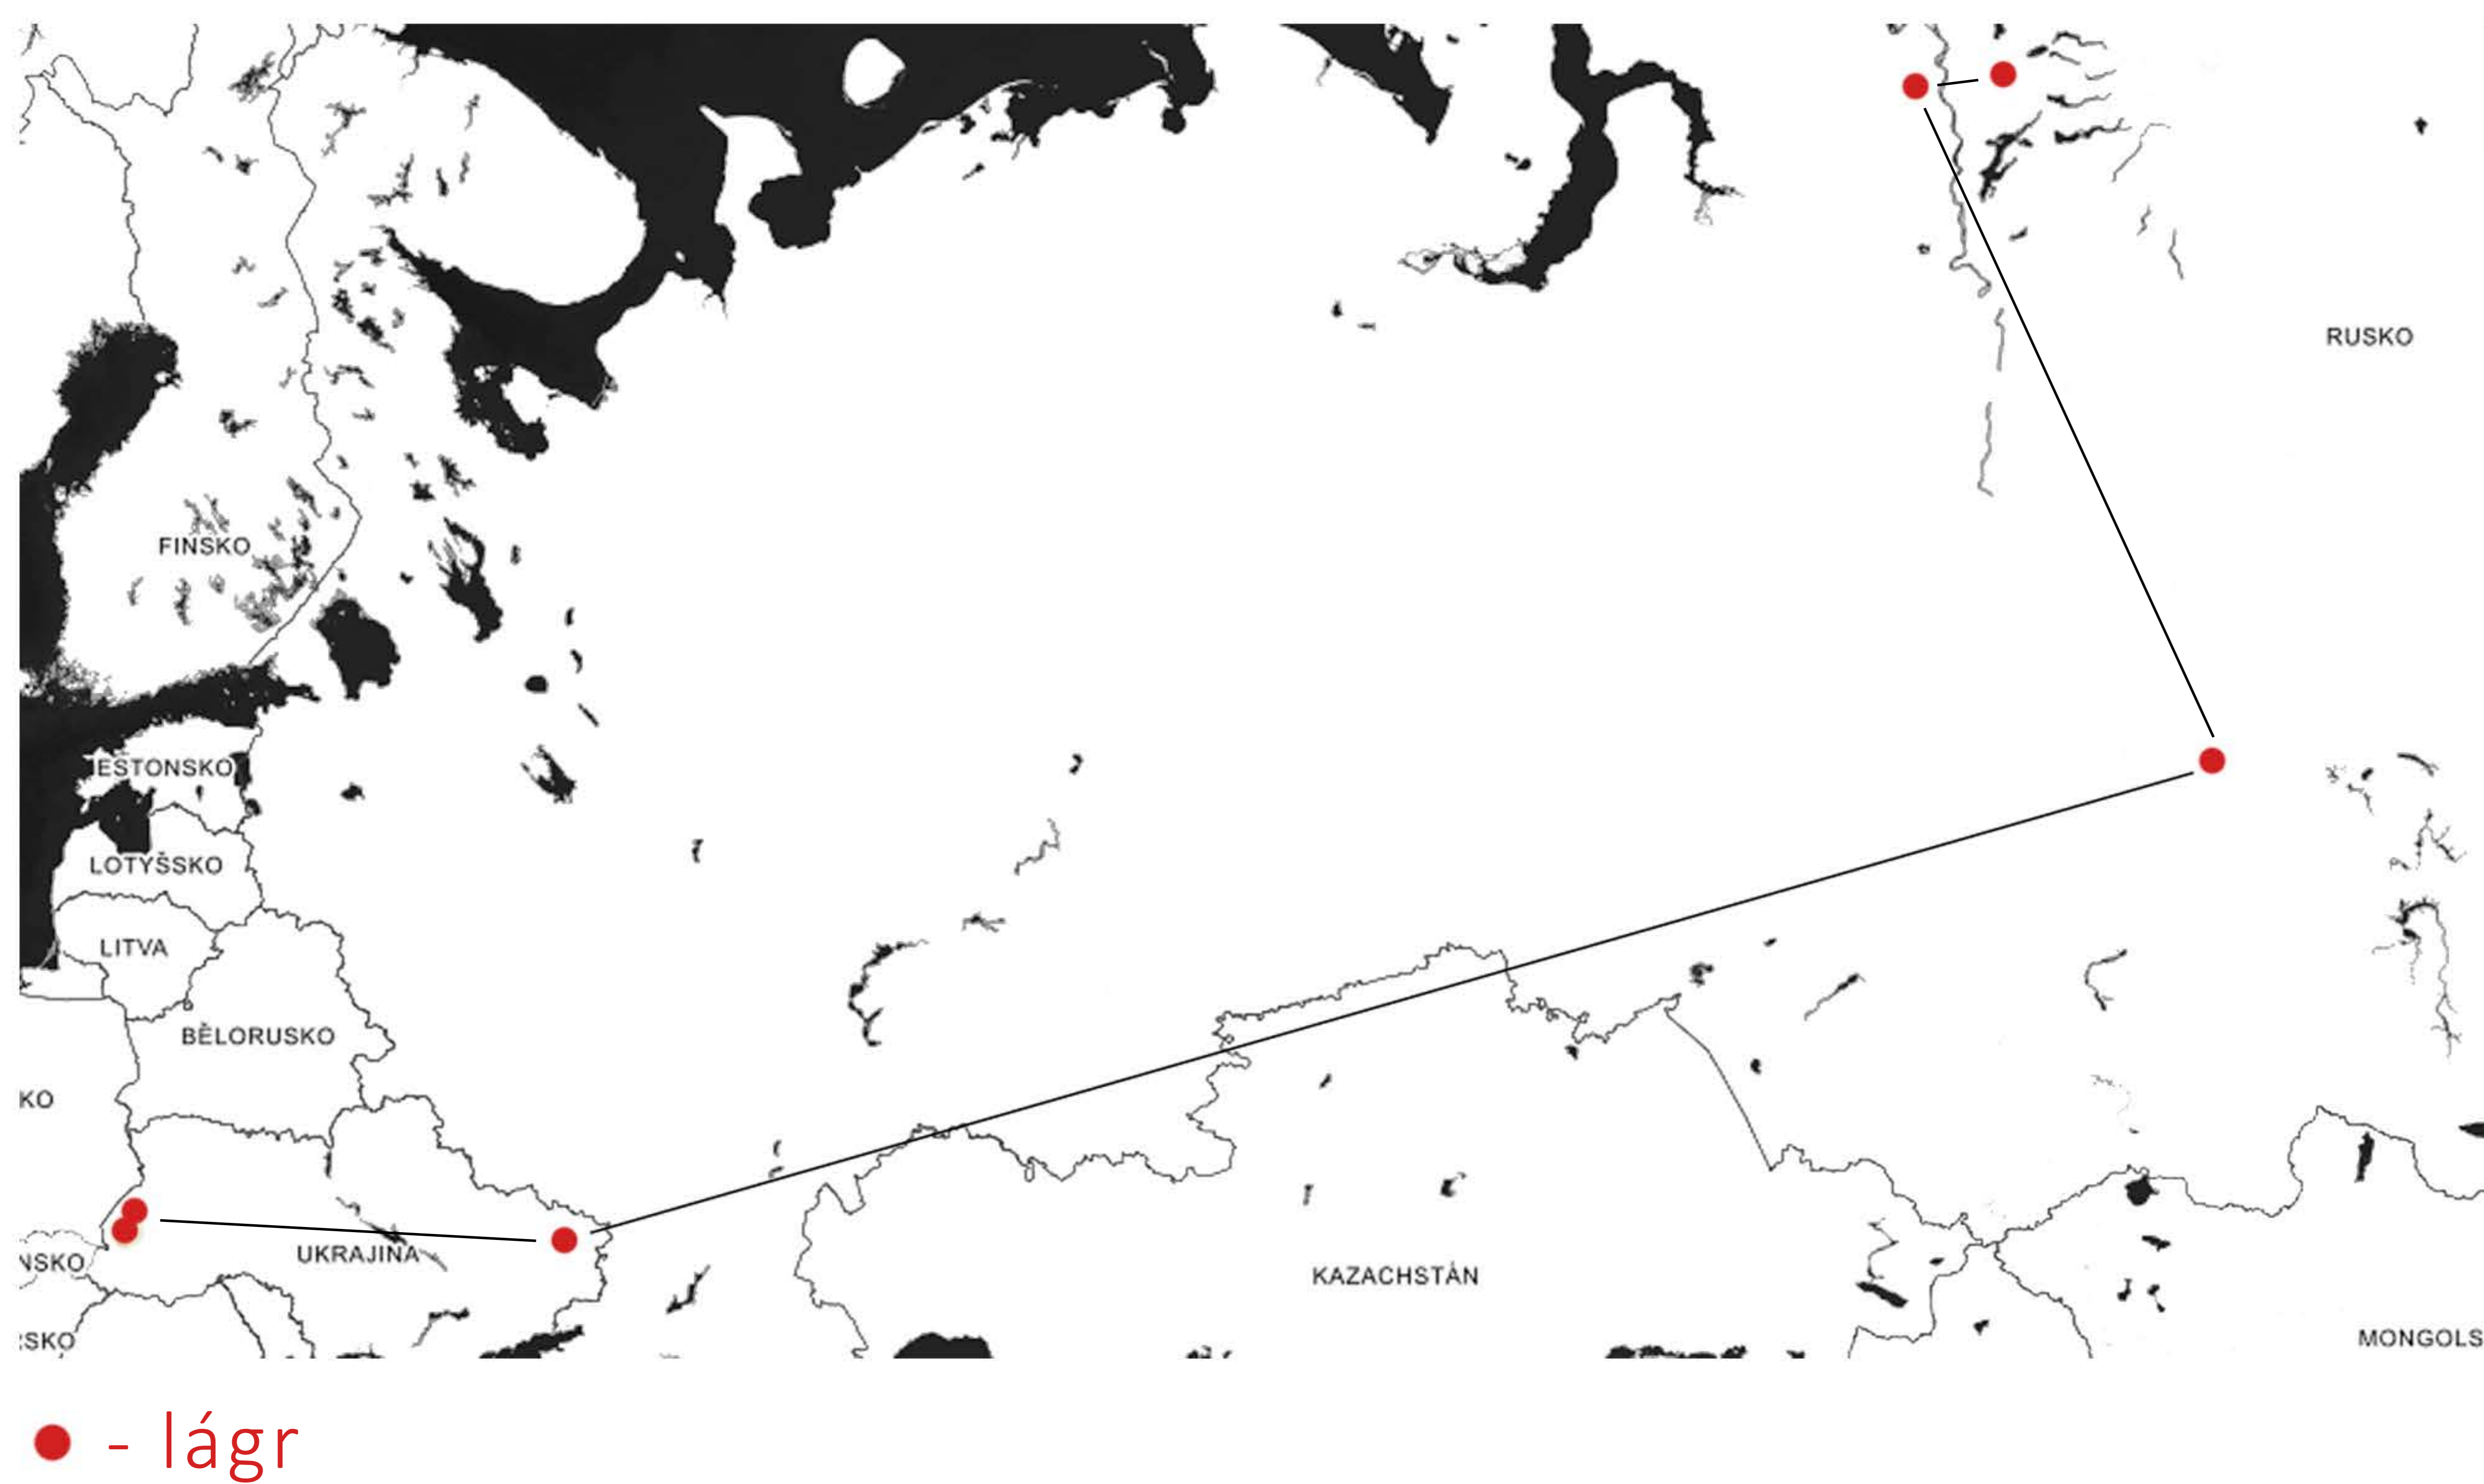 RUSKO
FINSKO
ESTONSKO
LOTYŠSKO
LITVA
BĚLORUSKO
KO
UKRAJINA
NSKO
KAZACHSTÁN
SKO
MONGOLS
- lágr